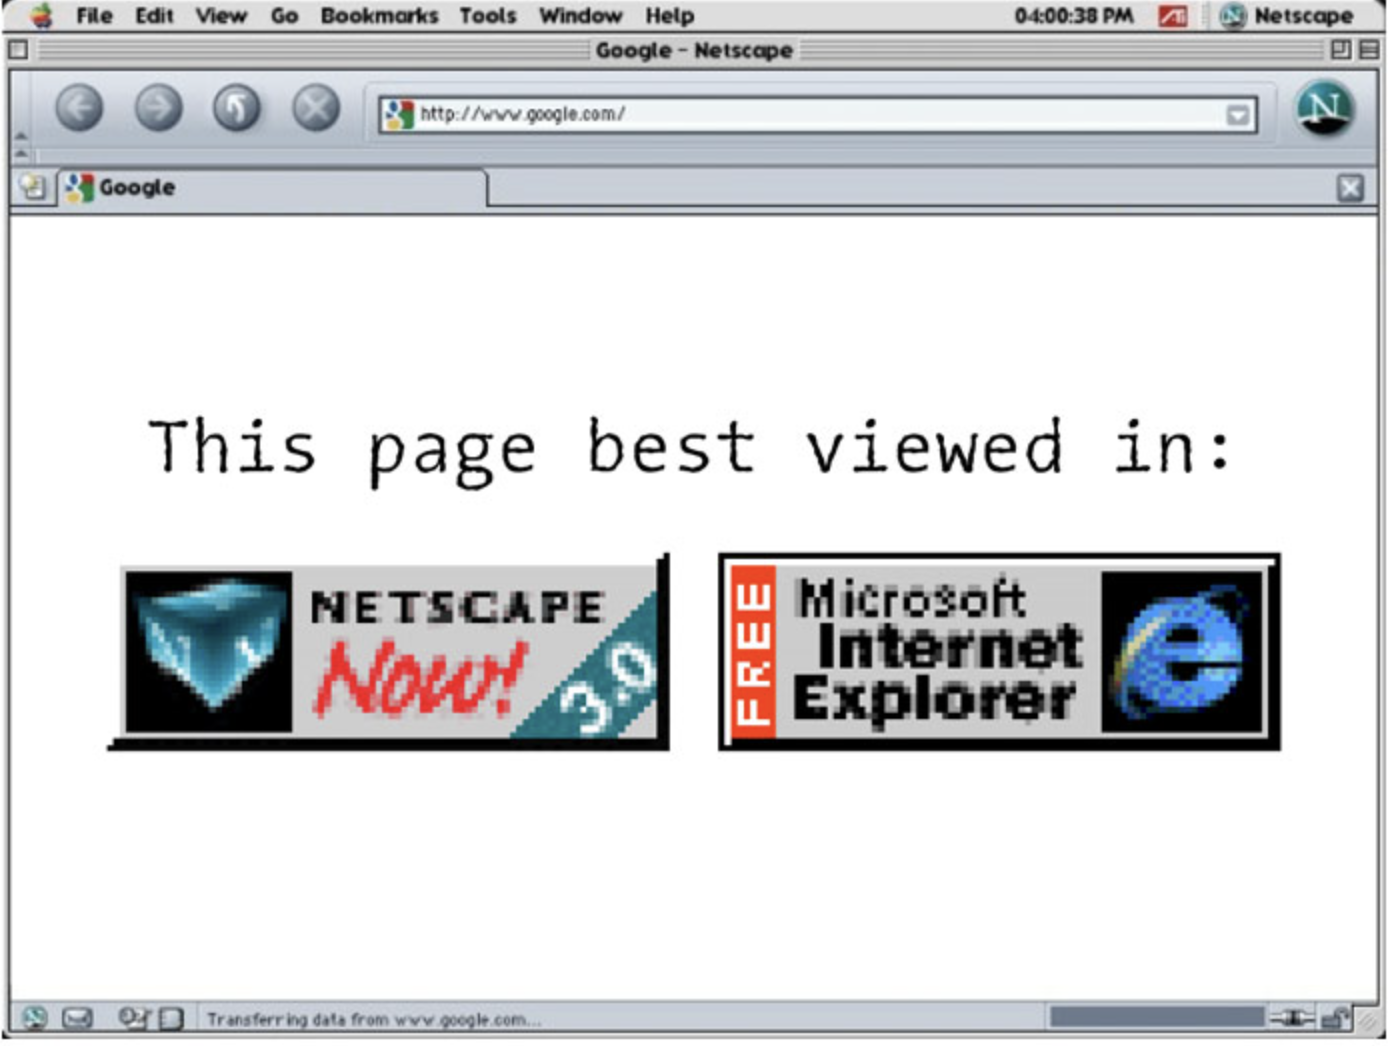 File Edit View Go Bookmarks Tools Window Help 04:00:38 PM ATI Netscape
Google - Netscape
http://www.google.com/ N
Google
This page best viewed in:
NETSCAPE
Now! 3.0
FREE
Microsoft
Internet
Explorer
Transferring data from www.google.com...